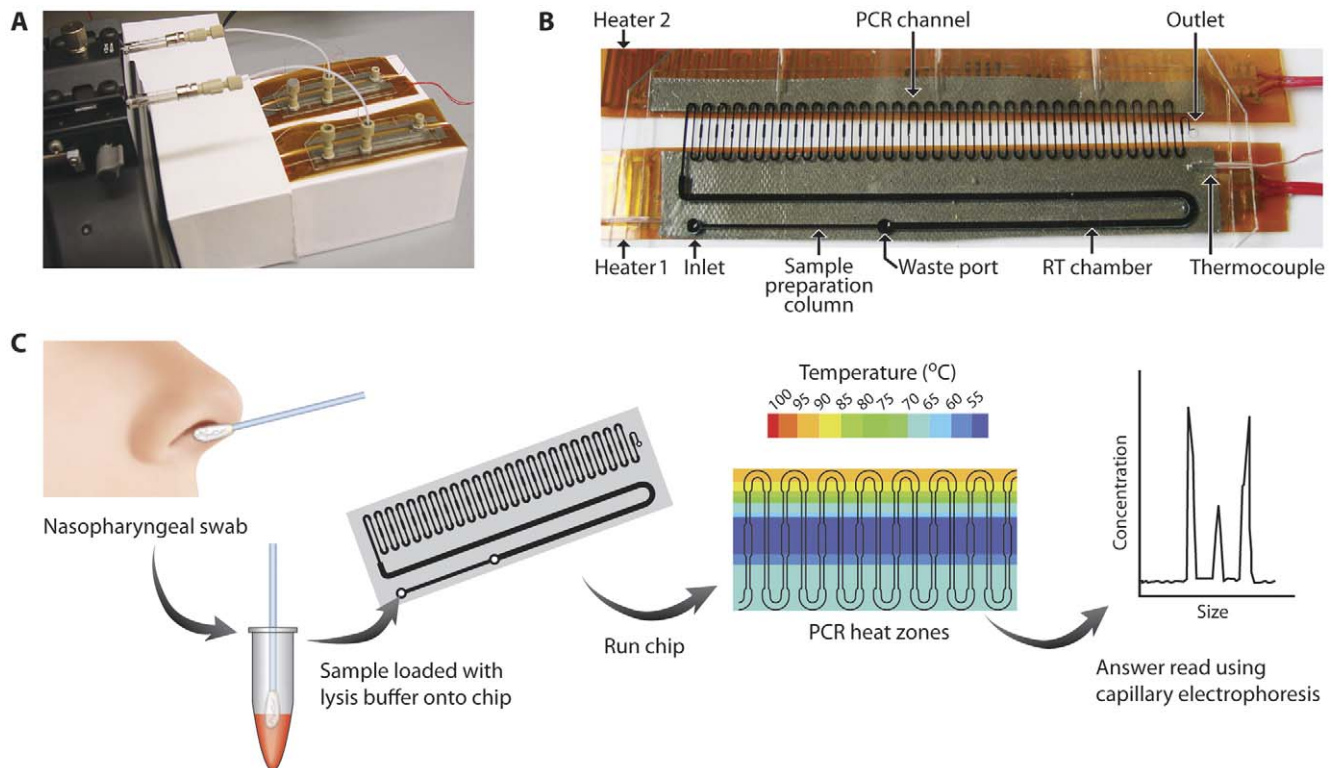 A
B
Heater 2
PCR channel
Outlet
Heater 1
Inlet
Sample
preparation
column
Waste port
RT chamber
Thermocouple
C
Nasopharyngeal swab
Sample loaded with
lysis buffer onto chip
Run chip
Temperature (°C)
100 95 90 85 80 75 70 65 60 55
PCR heat zones
Concentration
Size
Answer read using
capillary electrophoresis